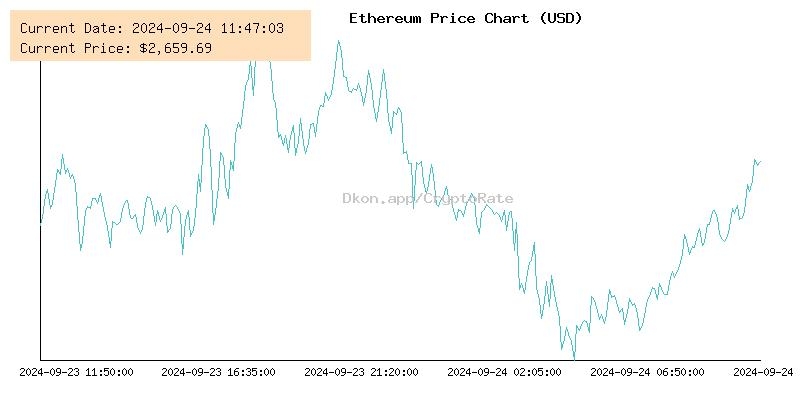 Ethereum Price Chart (USD)
Current Date: 2024-09-24 11:47:03
Current Price: $2,659.69
Dkon.app/CryptoRate
2024-09-23 11:50:00 2024-09-23 16:35:00 2024-09-23 21:20:00 2024-09-24 02:05:00 2024-09-24 06:50:00 2024-09-24